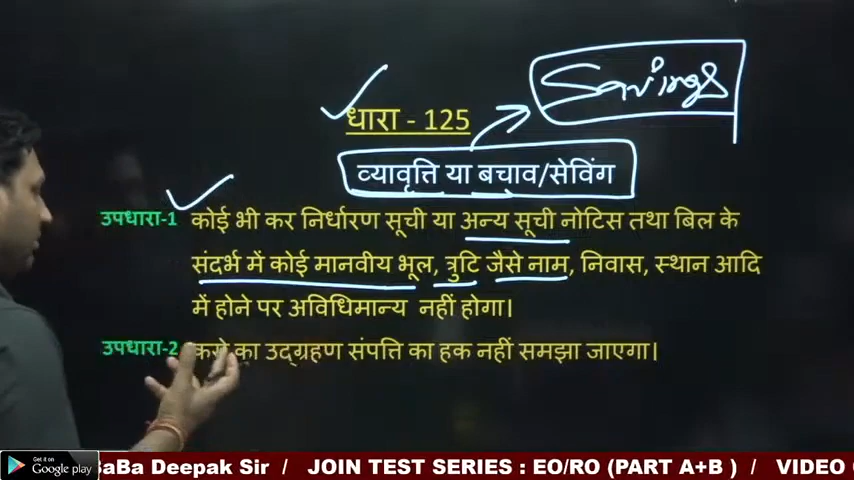 Savings
धारा - 125
व्यावृत्ति या बचाव/सेविंग
उपधारा-1 कोई भी कर निर्धारण सूची या अन्य सूची नोटिस तथा बिल के
संदर्भ में कोई मानवीय भूल, त्रुटि जैसे नाम, निवास, स्थान आदि
में होने पर अविधिमान्य नहीं होगा।
उपधारा-2 का उद्ग्रहण संपत्ति का हक नहीं समझा जाएगा।
Get it on
Google play
BaBa Deepak Sir / JOIN TEST SERIES : EO/RO (PART A+B ) / VIDEO